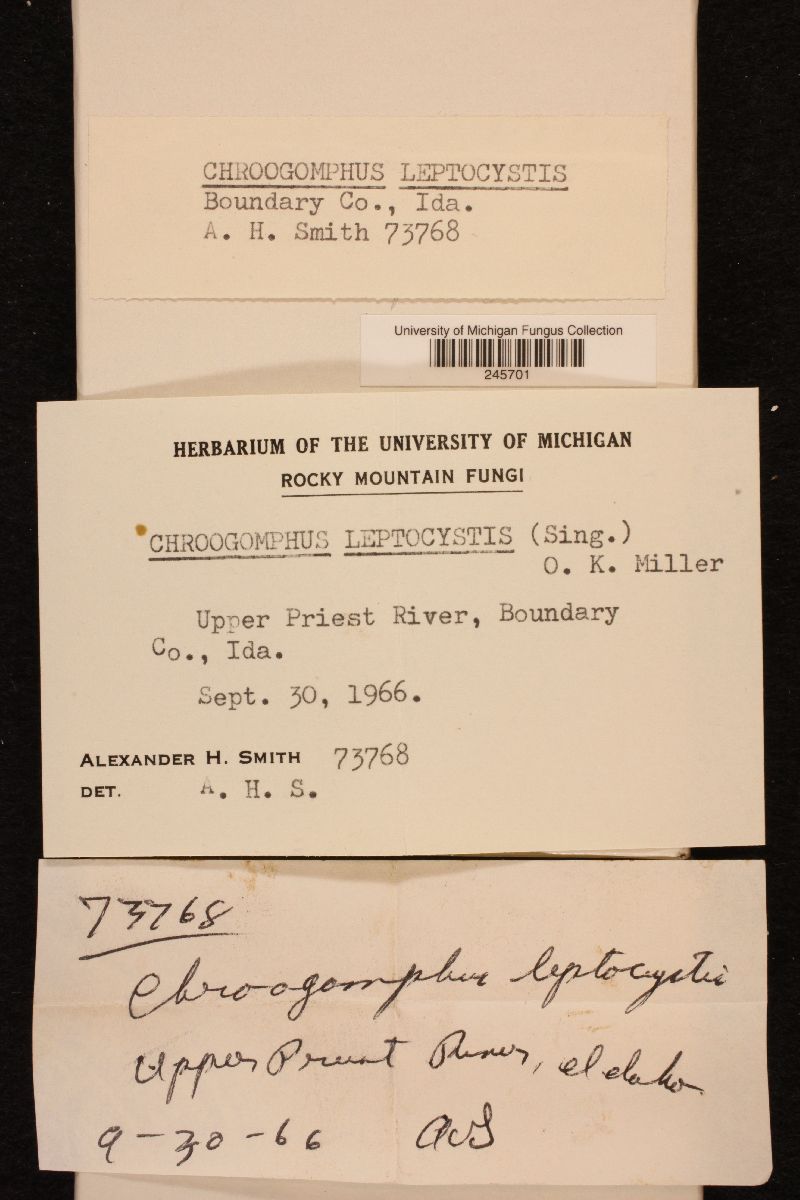 CHROOGOMPHUS LEPTOCYSTIS
Boundary Co., Ida.
A. H. Smith 73768
University of Michigan Fungus Collection
245701
HERBARIUM OF THE UNIVERSITY OF MICHIGAN
ROCKY MOUNTAIN FUNGI
CHROOGOMPHUS LEPTOCYSTIS (Sing.)
O. K. Miller
Upper Priest River, Boundary
Co., Ida.
Sept. 30, 1966.
ALEXANDER H. SMITH 73768
DET. A. H. S.
73768
Chroogomphus leptocystis
Upper Priest River, Idaho
9-30-66